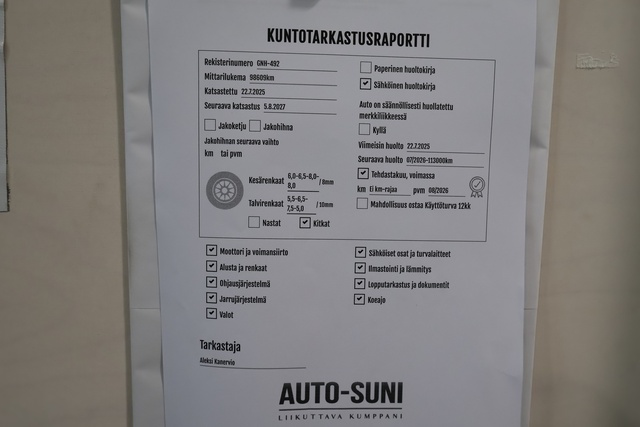 KUNTOTARKASTUSRAPORTTI
Rekisterinumero GNH-492
Mittarilukema 98609km
Katsastettu 22.7.2025
Seuraava katsastus 5.8.2027
Jakoketju Jakohihna
Jakohihnan seuraava vaihto
km tai pvm
Kesärenkaat 6,0-6,5-8,0-8,0 / 8mm
Talvirenkaat 5,5-6,5-7,5-5,0 / 10mm
Nastat Kitkat
Paperinen huoltokirja
Sähköinen huoltokirja
Auto on säännöllisesti huollatettu
merkkiliikkeessä
Kyllä
Viimeisin huolto 22.7.2025
Seuraava huolto 07/2026-113000km
Tehdastakuu, voimassa
km Ei km-rajaa pvm 08/2026
Mahdollisuus ostaa Käyttöturva 12kk
Moottori ja voimansiirto
Alusta ja renkaat
Ohjausjärjestelmä
Jarrujärjestelmä
Valot
Sähköiset osat ja turvalaitteet
Ilmastointi ja lämmitys
Lopputarkastus ja dokumentit
Koeajo
Tarkastaja
Aleksi Kanervio
AUTO-SUNI
LIIKUTTAVA KUMPPANI